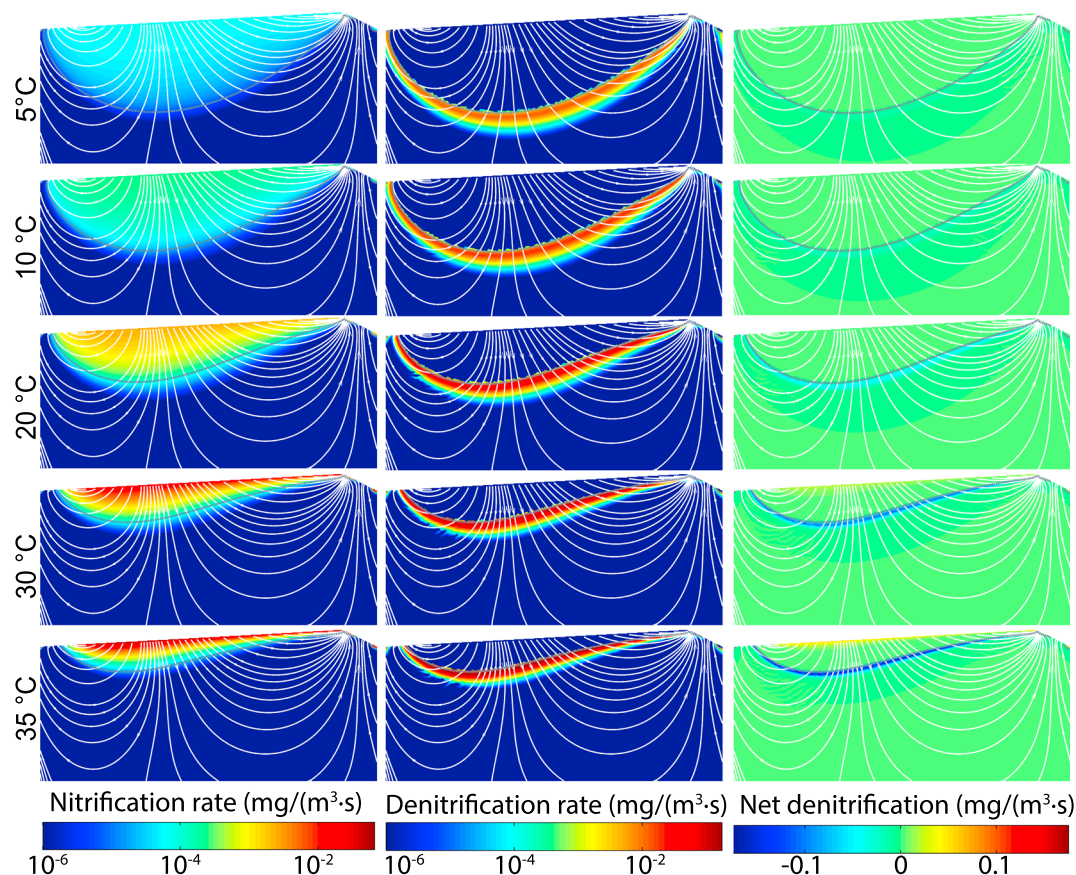 5°C
10 °C
20 °C
30 °C
35 °C
Nitrification rate (mg/(m³·s) Denitrification rate (mg/(m³·s) Net denitrification (mg/(m³·s)
10⁻⁶ 10⁻⁴ 10⁻² 10⁻⁶ 10⁻⁴ 10⁻² -0.1 0 0.1